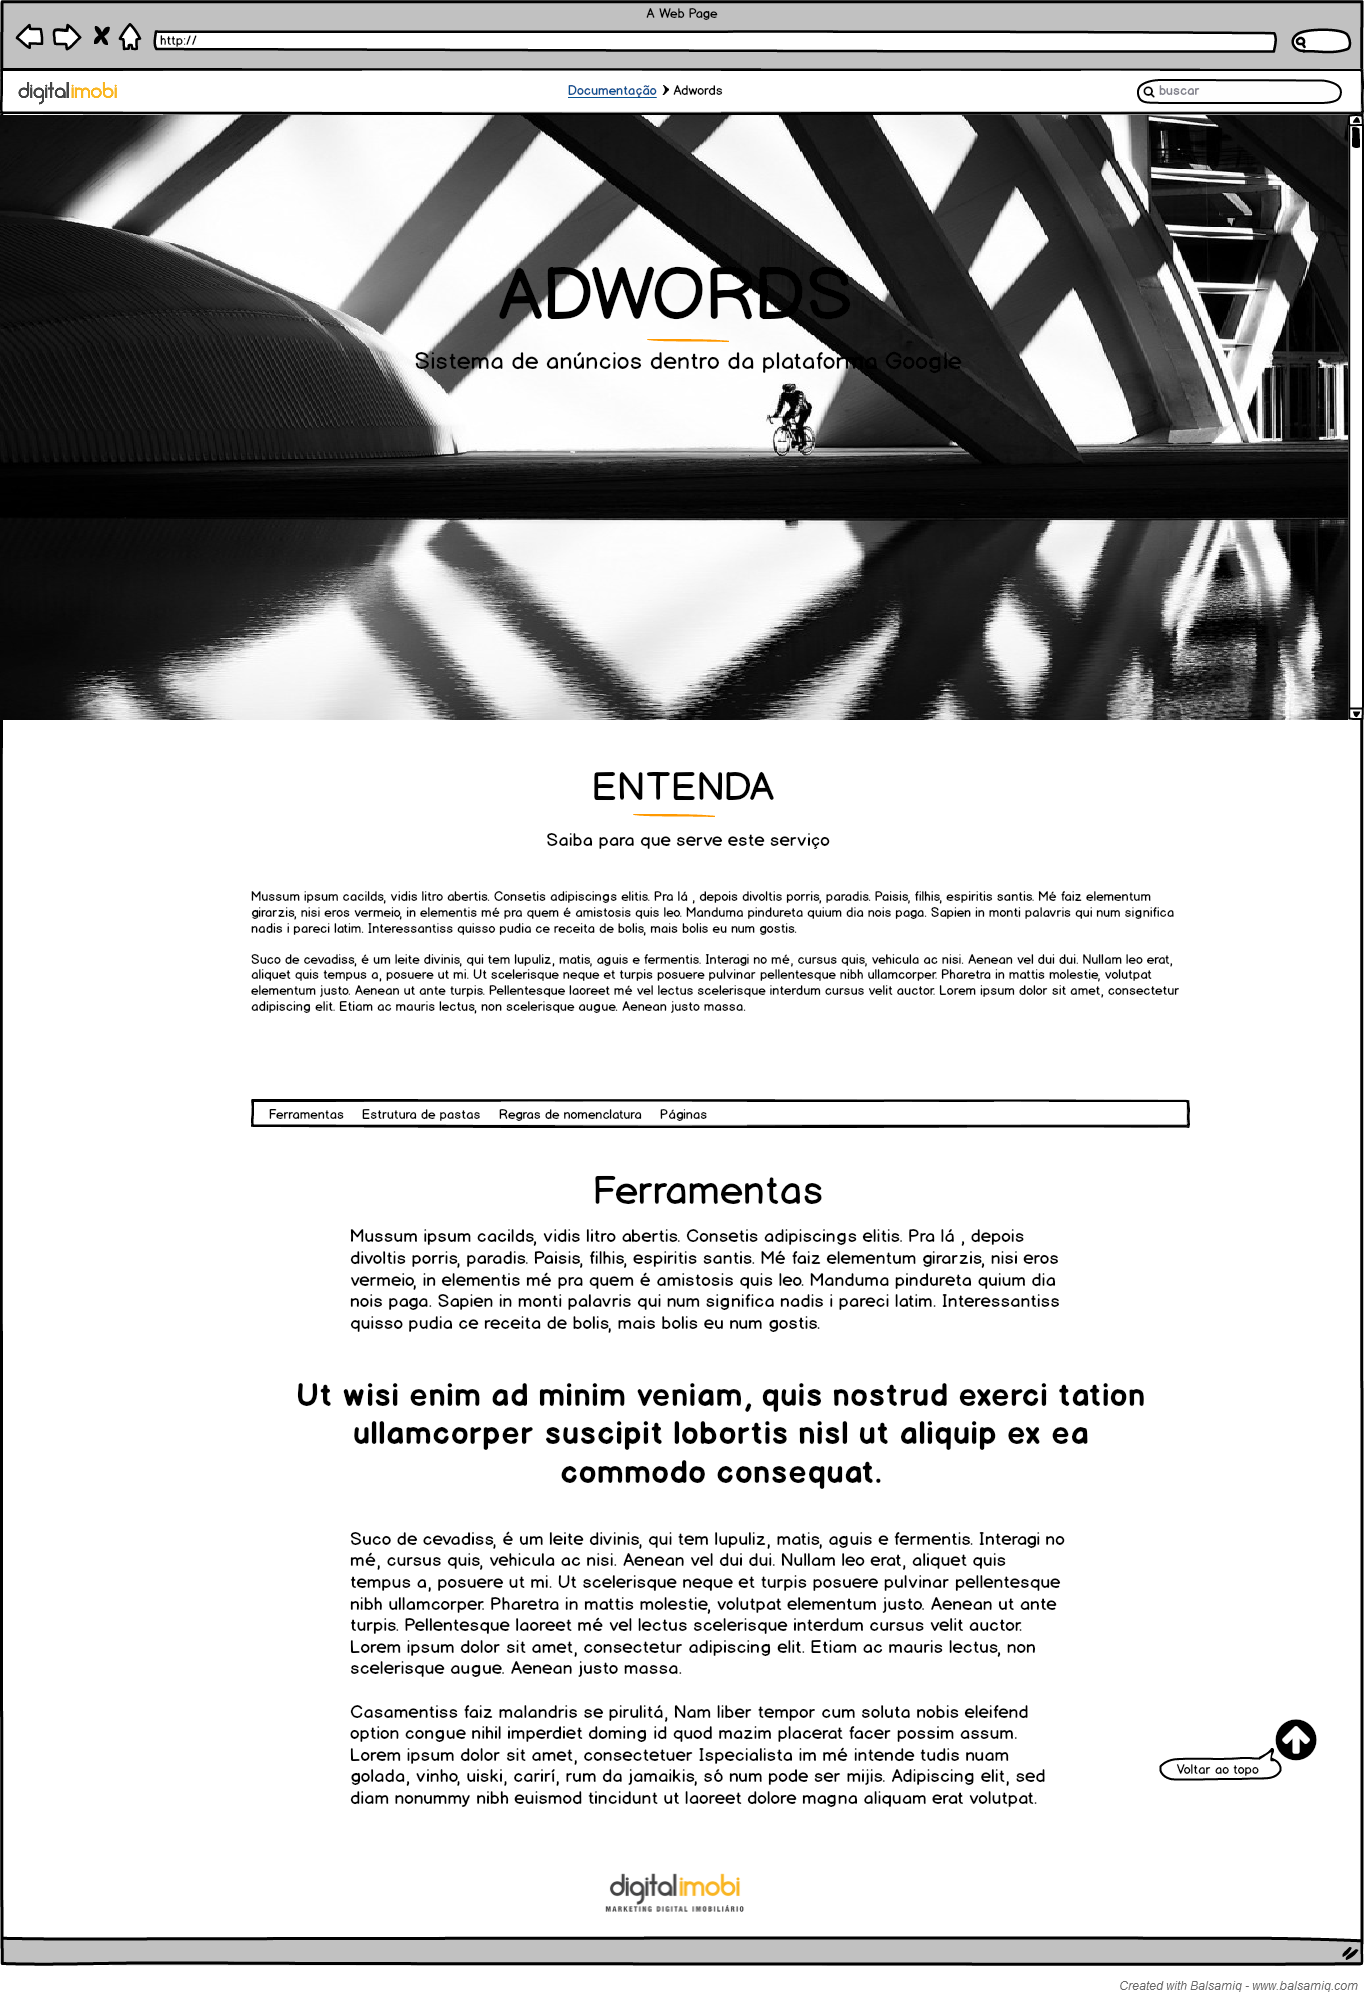 A Web Page
http://
digitalimobi
Documentação
Adwords
buscar
ADWORDS
Sistema de anúncios dentro da plataforma Google
ENTENDA
Saiba para que serve este serviço
Mussum ipsum cacilds, vidis litro abertis. Consetis adipiscings elitis. Pra lá , depois divoltis porris, paradis. Paisis, filhis, espiritis santis. Mé faiz elementum
girarzis, nisi eros vermeio, in elementis mé pra quem é amistosis quis leo. Manduma pindureta quium dia nois paga. Sapien in monti palavris qui num significa
nadis i pareci latim. Interessantiss quisso pudia ce receita de bolis, mais bolis eu num gostis.
Suco de cevadiss, é um leite divinis, qui tem lupuliz, matis, aguis e fermentis. Interagi no mé, cursus quis, vehicula ac nisi. Aenean vel dui dui. Nullam leo erat,
aliquet quis tempus a, posuere ut mi. Ut scelerisque neque et turpis posuere pulvinar pellentesque nibh ullamcorper. Pharetra in mattis molestie, volutpat
elementum justo. Aenean ut ante turpis. Pellentesque laoreet mé vel lectus scelerisque interdum cursus velit auctor. Lorem ipsum dolor sit amet, consectetur
adipiscing elit. Etiam ac mauris lectus, non scelerisque augue. Aenean justo massa.
Ferramentas Estrutura de pastas Regras de nomenclatura Páginas
Ferramentas
Mussum ipsum cacilds, vidis litro abertis. Consetis adipiscings elitis. Pra lá , depois
divoltis porris, paradis. Paisis, filhis, espiritis santis. Mé faiz elementum girarzis, nisi eros
vermeio, in elementis mé pra quem é amistosis quis leo. Manduma pindureta quium dia
nois paga. Sapien in monti palavris qui num significa nadis i pareci latim. Interessantiss
quisso pudia ce receita de bolis, mais bolis eu num gostis.
Ut wisi enim ad minim veniam, quis nostrud exerci tation
ullamcorper suscipit lobortis nisl ut aliquip ex ea
commodo consequat.
Suco de cevadiss, é um leite divinis, qui tem lupuliz, matis, aguis e fermentis. Interagi no
mé, cursus quis, vehicula ac nisi. Aenean vel dui dui. Nullam leo erat, aliquet quis
tempus a, posuere ut mi. Ut scelerisque neque et turpis posuere pulvinar pellentesque
nibh ullamcorper. Pharetra in mattis molestie, volutpat elementum justo. Aenean ut ante
turpis. Pellentesque laoreet mé vel lectus scelerisque interdum cursus velit auctor.
Lorem ipsum dolor sit amet, consectetur adipiscing elit. Etiam ac mauris lectus, non
scelerisque augue. Aenean justo massa.
Casamentiss faiz malandris se pirulitá, Nam liber tempor cum soluta nobis eleifend
option congue nihil imperdiet doming id quod mazim placerat facer possim assum.
Lorem ipsum dolor sit amet, consectetuer Ispecialista im mé intende tudis nuam
golada, vinho, uiski, carirí, rum da jamaikis, só num pode ser mijis. Adipiscing elit, sed
diam nonummy nibh euismod tincidunt ut laoreet dolore magna aliquam erat volutpat.
Voltar ao topo
digitalimobi
MARKETING DIGITAL IMOBILIÁRIO
Created with Balsamiq - www.balsamiq.com